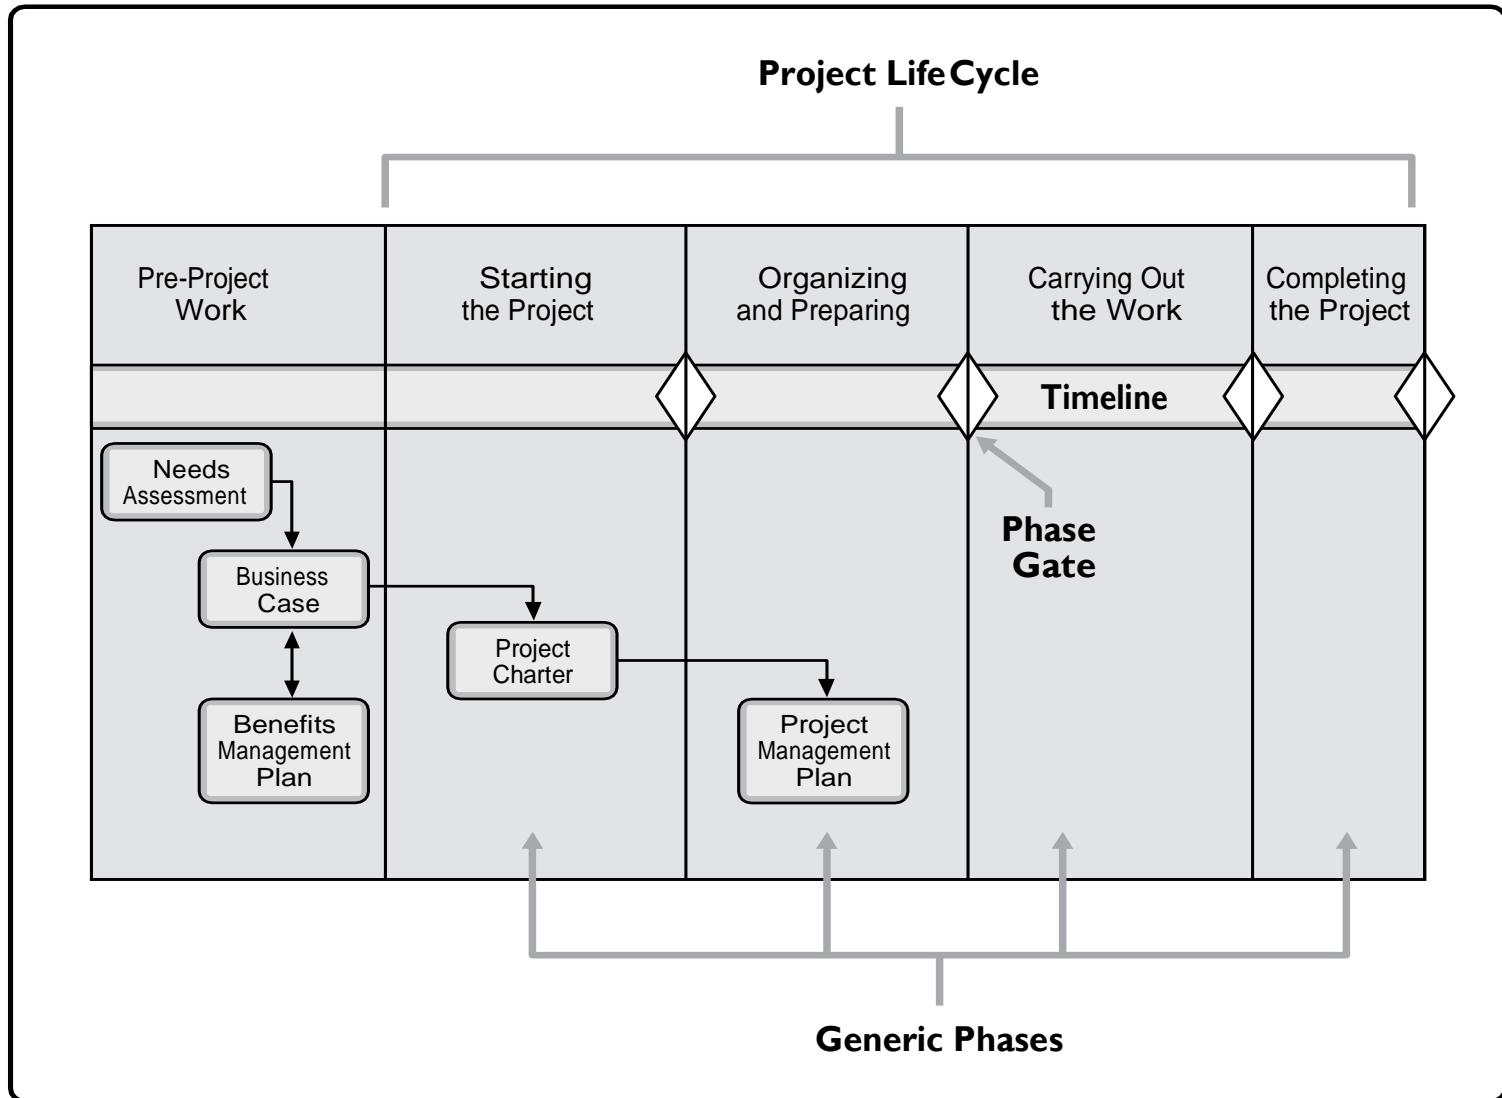 Project Life Cycle
Pre-Project
Work
Starting
the Project
Organizing
and Preparing
Carrying Out
the Work
Completing
the Project
Timeline
Needs
Assessment
Business
Case
Benefits
Management
Plan
Project
Charter
Project
Management
Plan
Phase
Gate
Generic Phases